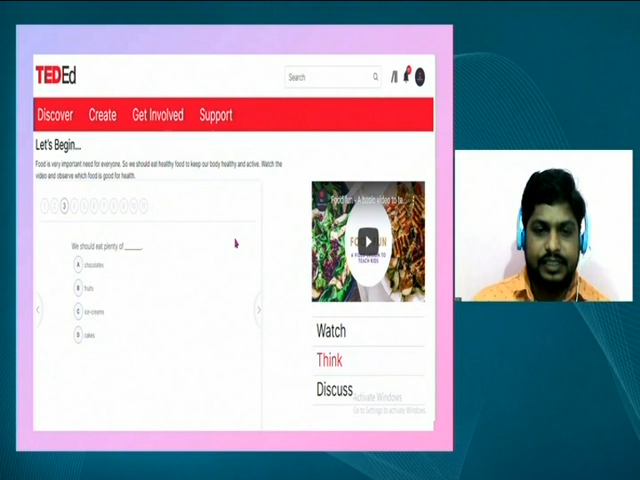 TEDEd
Search
Discover
Create
Get Involved
Support
Let's Begin...
Food is very important need for everyone. So we should eat healthy food to keep our body healthy and active. Watch the
video and observe which food is good for health.
3
We should eat plenty of ______.
A chocolates
B fruits
C ice-creams
D cakes
Food fun - A basic video to te...
TEACH KIDS
Watch
Think
Discuss
Activate Windows
Go to Settings to activate Windows.